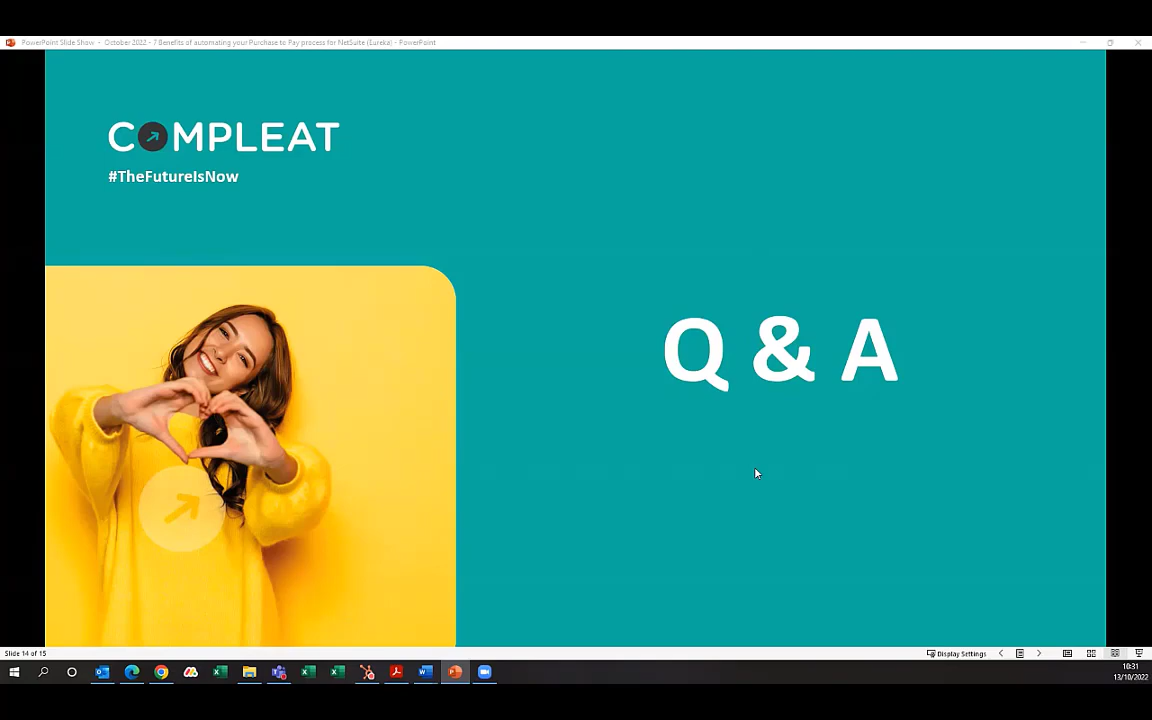 PowerPoint Slide Show - October 2022 - 7 Benefits of automating your Purchase to Pay process for NetSuite (Eureka) - PowerPoint
COMPLEAT
#TheFutureIsNow
Q & A
Slide 14 of 15
Display Settings
10:31
13/10/2022